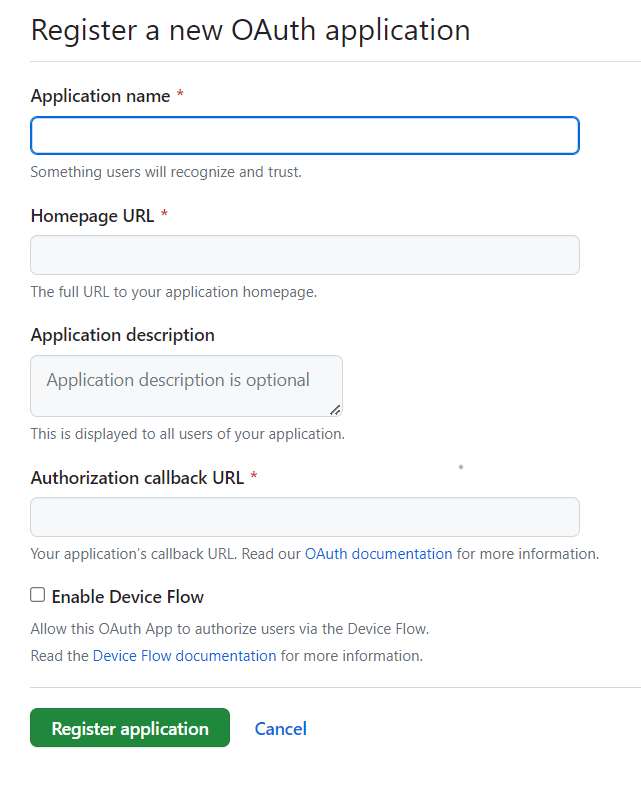 Register a new OAuth application
Application name *
Something users will recognize and trust.
Homepage URL *
The full URL to your application homepage.
Application description
Application description is optional
This is displayed to all users of your application.
Authorization callback URL *
Your application's callback URL. Read our OAuth documentation for more information.
Enable Device Flow
Allow this OAuth App to authorize users via the Device Flow.
Read the Device Flow documentation for more information.
Register application Cancel